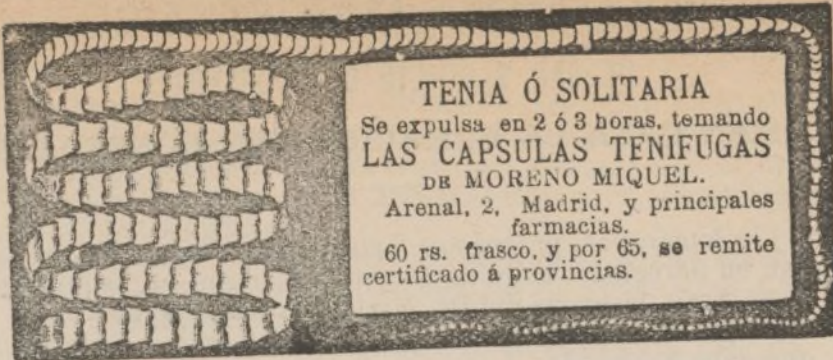 TENIA Ó SOLITARIA
Se expulsa en 2 ó 3 horas, temando
LAS CAPSULAS TENIFUGAS
DE MORENO MIQUEL.
Arenal, 2, Madrid, y principales
farmacias.
60 rs. frasco, y por 65, se remite
certificado á provincias.